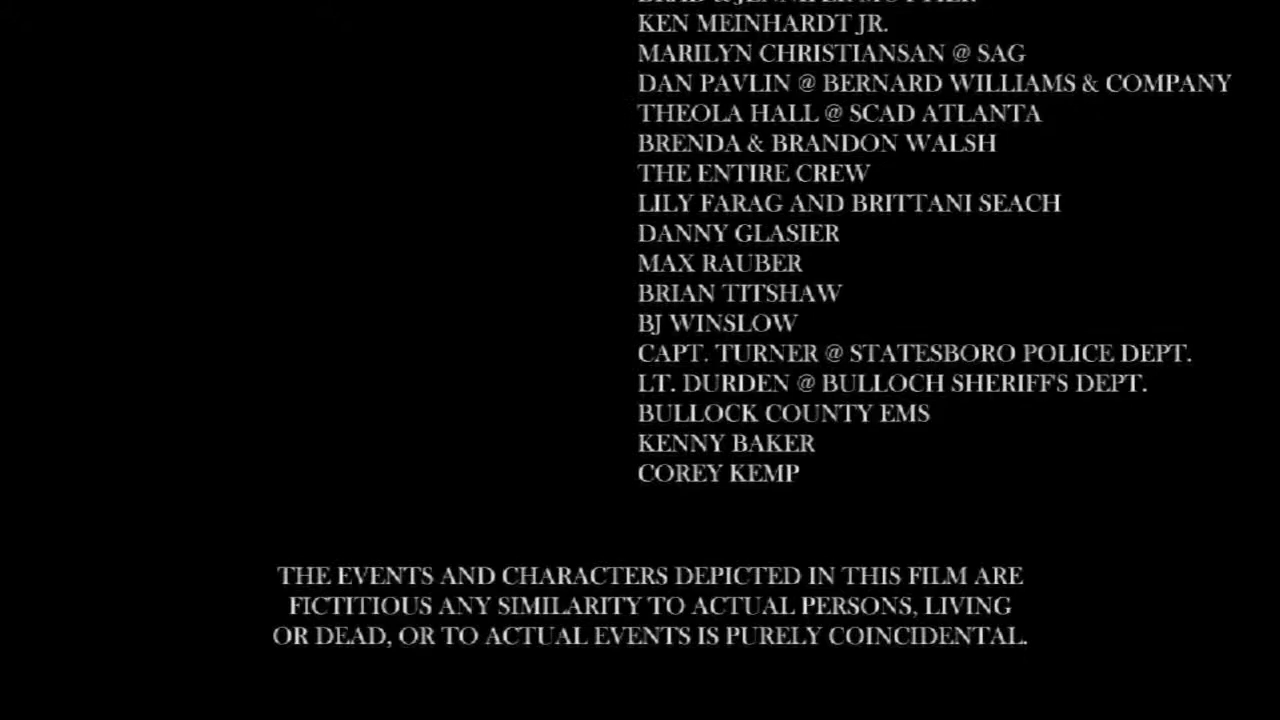 KEN MEINHARDT JR.
MARILYN CHRISTIANSAN @ SAG
DAN PAVLIN @ BERNARD WILLIAMS & COMPANY
THEOLA HALL @ SCAD ATLANTA
BRENDA & BRANDON WALSH
THE ENTIRE CREW
LILY FARAG AND BRITTANI SEACH
DANNY GLASIER
MAX RAUBER
BRIAN TITSHAW
BJ WINSLOW
CAPT. TURNER @ STATESBORO POLICE DEPT.
LT. DURDEN @ BULLOCH SHERIFF'S DEPT.
BULLOCK COUNTY EMS
KENNY BAKER
COREY KEMP
THE EVENTS AND CHARACTERS DEPICTED IN THIS FILM ARE
FICTITIOUS ANY SIMILARITY TO ACTUAL PERSONS, LIVING
OR DEAD, OR TO ACTUAL EVENTS IS PURELY COINCIDENTAL.